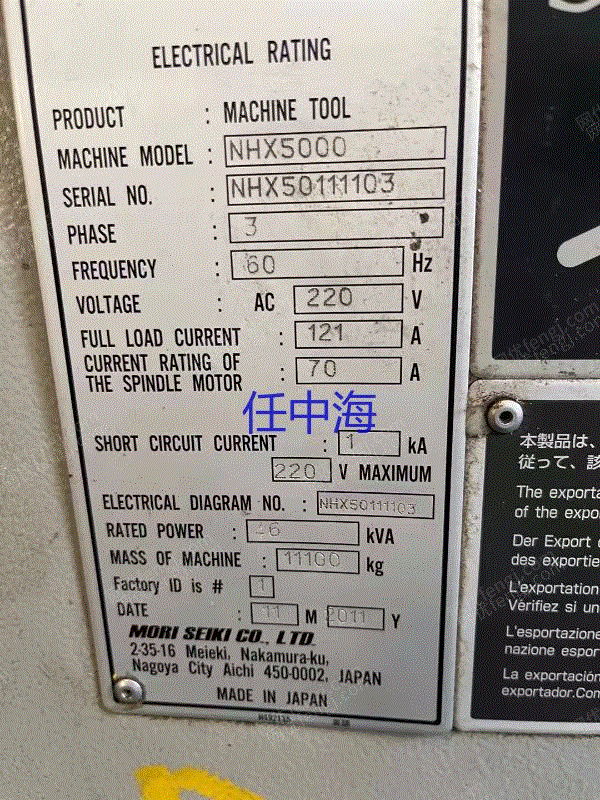 ELECTRICAL RATING
PRODUCT : MACHINE TOOL
MACHINE MODEL : NHX5000
SERIAL NO. : NHX50111103
PHASE : 3
FREQUENCY : 60 Hz
VOLTAGE : AC 220 V
FULL LOAD CURRENT : 121 A
CURRENT RATING OF
THE SPINDLE MOTOR : 70 A
任中海
SHORT CIRCUIT CURRENT : 1 kA
220 V MAXIMUM
ELECTRICAL DIAGRAM NO. : NHX50111103
RATED POWER : 46 kVA
MASS OF MACHINE : 11100 kg
Factory ID is # 1
DATE : 11 M 2011 Y
MORI SEIKI CO., LTD.
2-35-16 Meieki, Nakamura-ku,
Nagoya City Aichi 450-0002, JAPAN
MADE IN JAPAN
本製品は、
従って、該
The exporta
of the expor
Der Export
des exportie
L'exportation
Vérifiez si un
L'esportazione
nazione espor
La exportación
exportador.Con